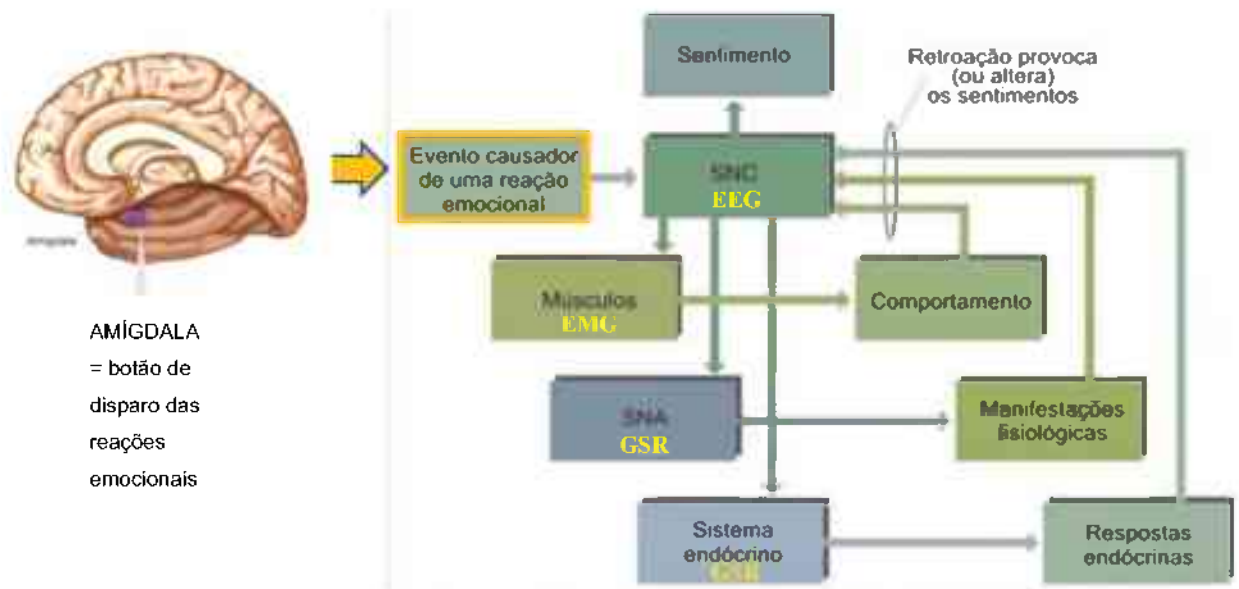 Sentimento
Retroação provoca
(ou altera)
os sentimentos
Evento causador
de uma reação
emocional
SNC
EEG
Amígdala
Músculos
EMG
Comportamento
AMÍGDALA
= botão de
disparo das
reações
emocionais
SNA
GSR
Manifestações
fisiológicas
Sistema
endócrino
Respostas
endócrinas